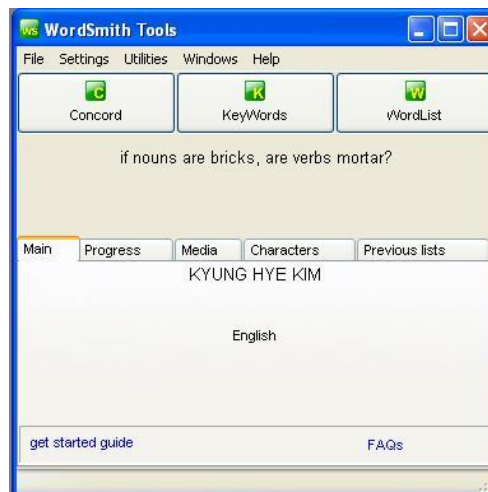 WS WordSmith Tools
File Settings Utilities Windows Help
C K W
Concord KeyWords WordList
if nouns are bricks, are verbs mortar?
Main Progress Media Characters Previous lists
KYUNG HYE KIM
English
get started guide FAQs